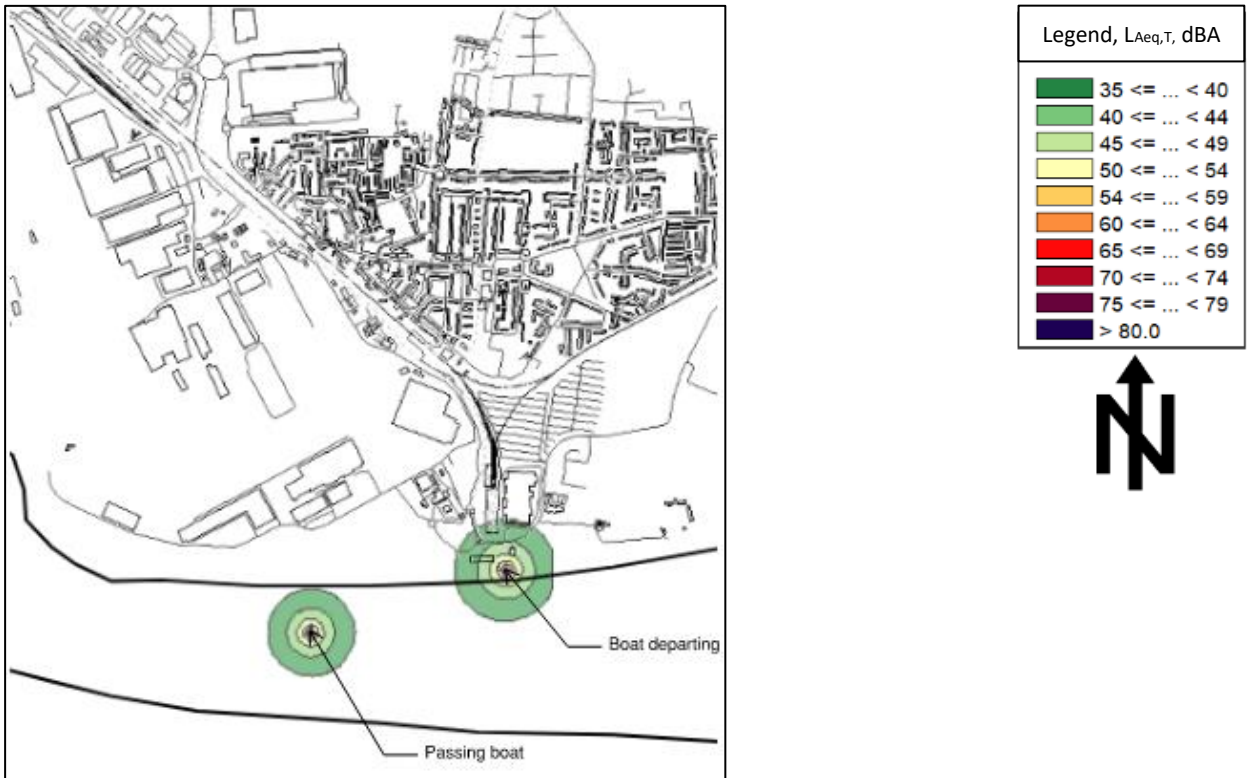 Legend, LAeq,T, dBA
35 <= ... < 40
40 <= ... < 44
45 <= ... < 49
50 <= ... < 54
54 <= ... < 59
60 <= ... < 64
65 <= ... < 69
70 <= ... < 74
75 <= ... < 79
> 80.0
N
Boat departing
Passing boat